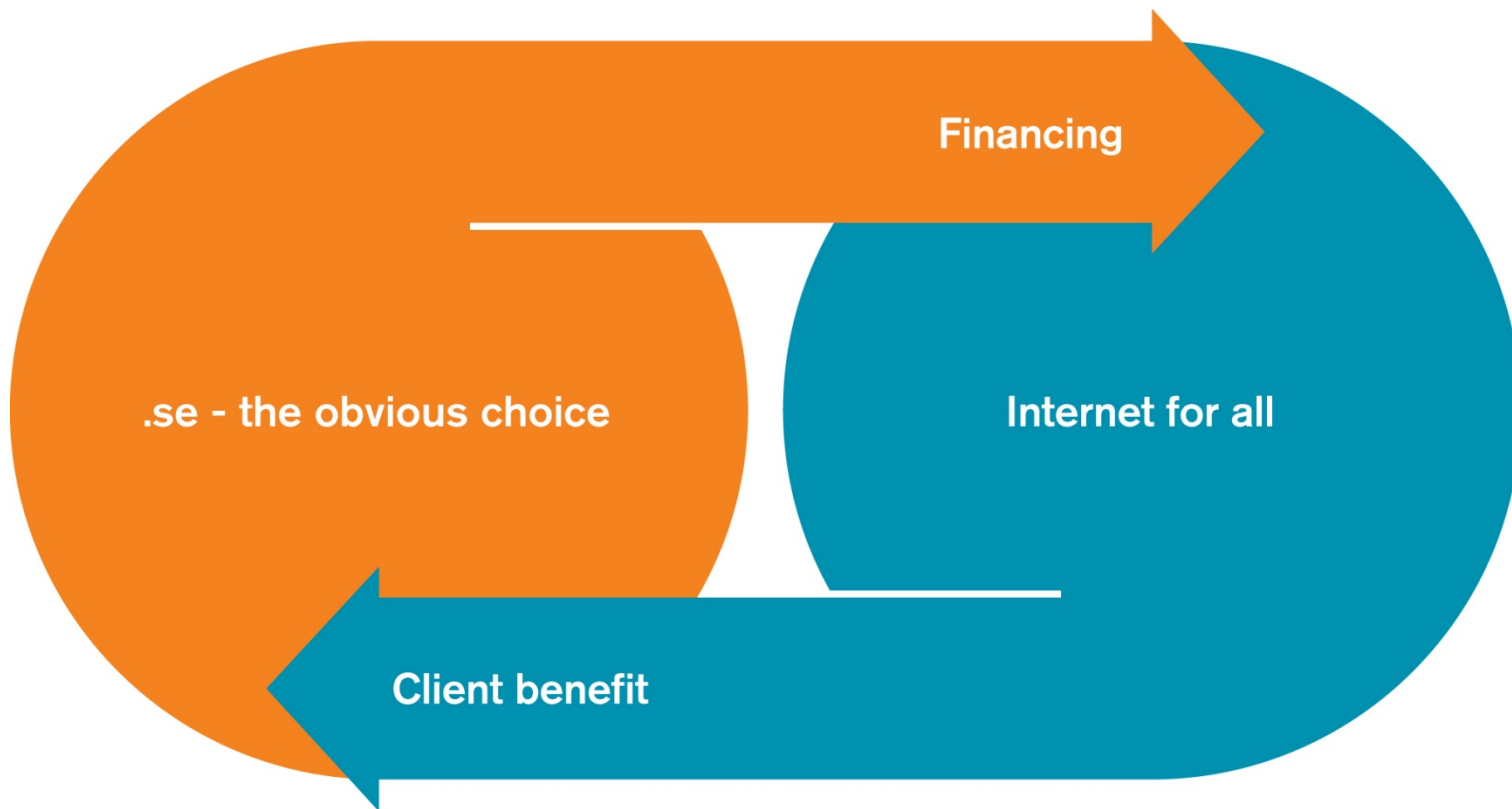 Financing
.se - the obvious choice
Internet for all
Client benefit